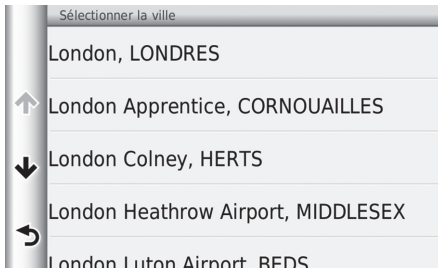 Sélectionner la ville
London, LONDRES
London Apprentice, CORNOUAILLES
London Colney, HERTS
London Heathrow Airport, MIDDLESEX
London Luton Airport, BEDS